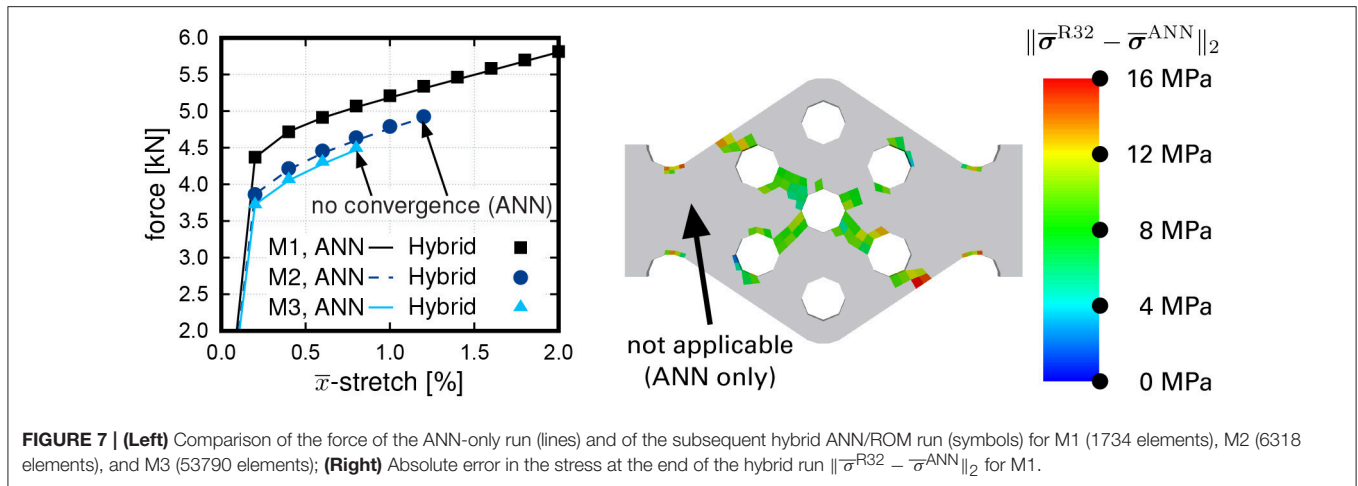 6.0
5.5
5.0
4.5
4.0
3.5
3.0
2.5
2.0
force [kN]
0.0 0.5 1.0 1.5 2.0
x̅-stretch [%]
no convergence (ANN)
M1, ANN Hybrid
M2, ANN Hybrid
M3, ANN Hybrid
not applicable
(ANN only)
‖σ̅^R32 − σ̅^ANN‖₂
16 MPa
12 MPa
8 MPa
4 MPa
0 MPa
FIGURE 7 | (Left) Comparison of the force of the ANN-only run (lines) and of the subsequent hybrid ANN/ROM run (symbols) for M1 (1734 elements), M2 (6318
elements), and M3 (53790 elements); (Right) Absolute error in the stress at the end of the hybrid run ‖σ̅^R32 − σ̅^ANN‖₂ for M1.